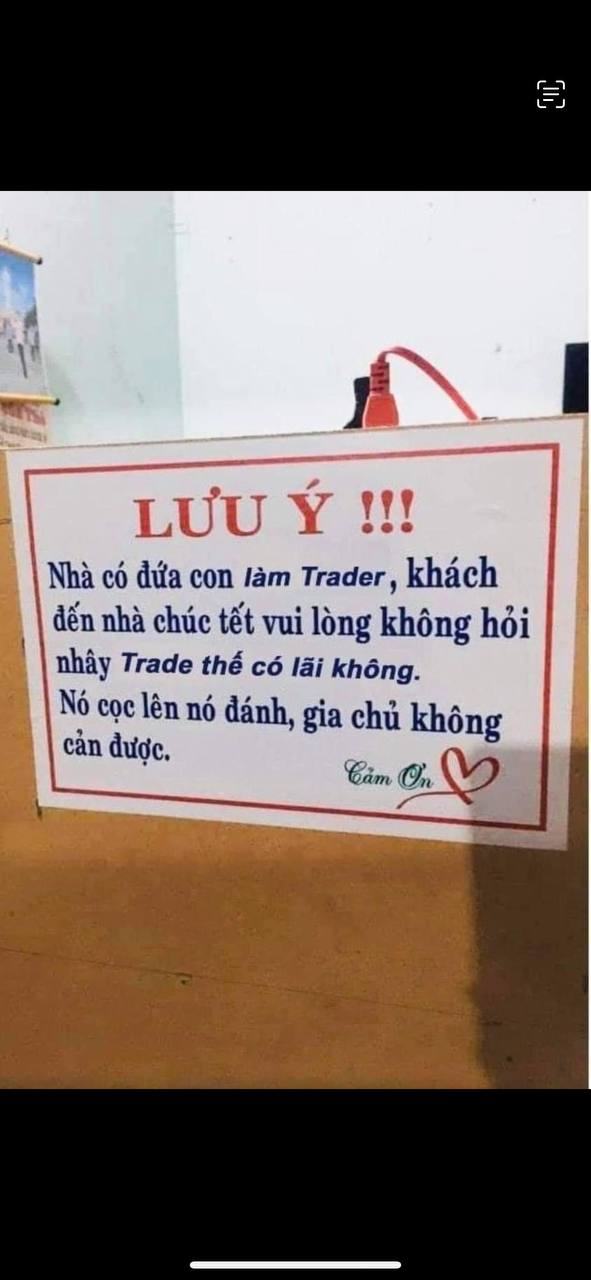 LƯU Ý !!!
Nhà có đứa con làm Trader, khách
đến nhà chúc tết vui lòng không hỏi
nhây Trade thế có lãi không.
Nó cọc lên nó đánh, gia chủ không
cản được.
Cảm Ơn